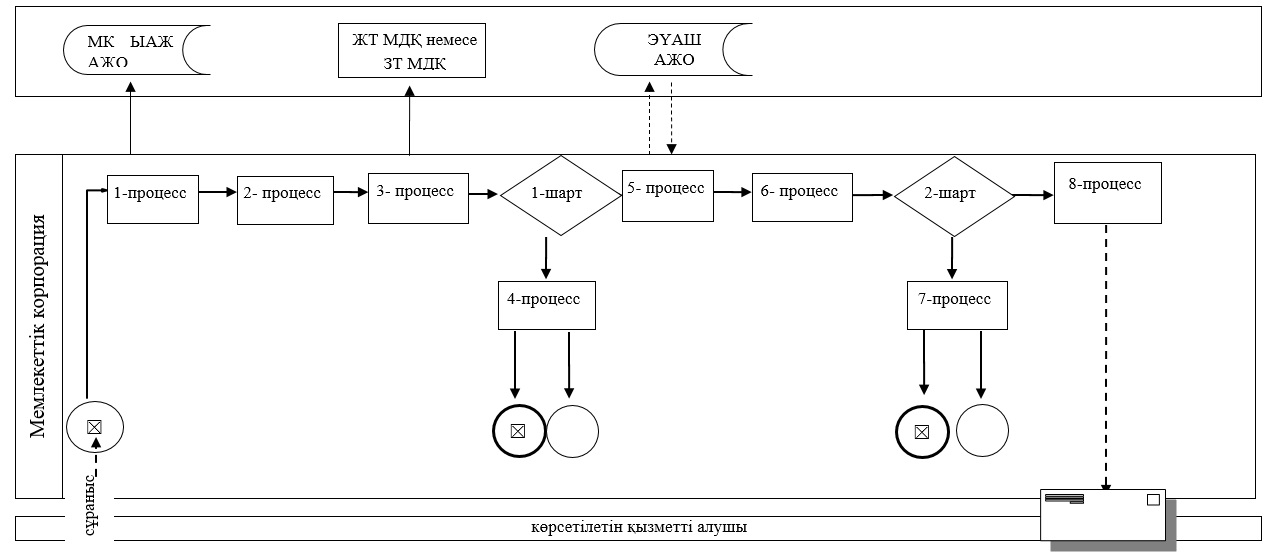 МК ЫАЖ
АЖО
ЖТ МДҚ немесе
ЗТ МДҚ
ЭҮАШ
АЖО
Мемлекеттік корпорация
1-процесс
2- процесс
3- процесс
1-шарт
5- процесс
6- процесс
2-шарт
8-процесс
4-процесс
7-процесс
сұраныс
көрсетілетін қызметті алушы